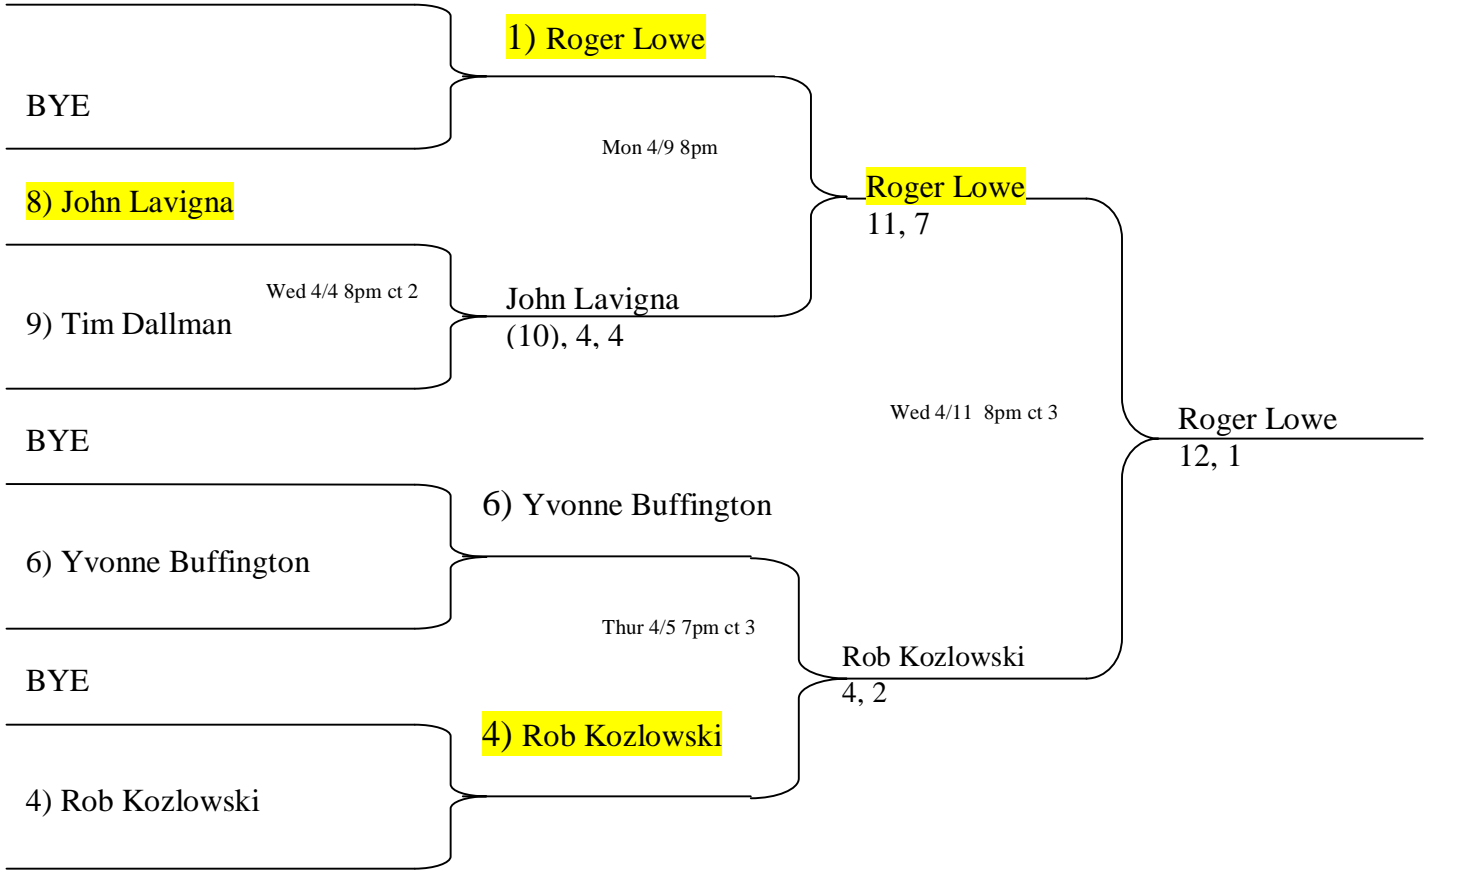 1) Roger Lowe
BYE
Mon 4/9 8pm
8) John Lavigna
Roger Lowe
11, 7
Wed 4/4 8pm ct 2
9) Tim Dallman
John Lavigna
(10), 4, 4
BYE
Wed 4/11  8pm ct 3
Roger Lowe
12, 1
6) Yvonne Buffington
6) Yvonne Buffington
Thur 4/5 7pm ct 3
BYE
Rob Kozlowski
4, 2
4) Rob Kozlowski
4) Rob Kozlowski